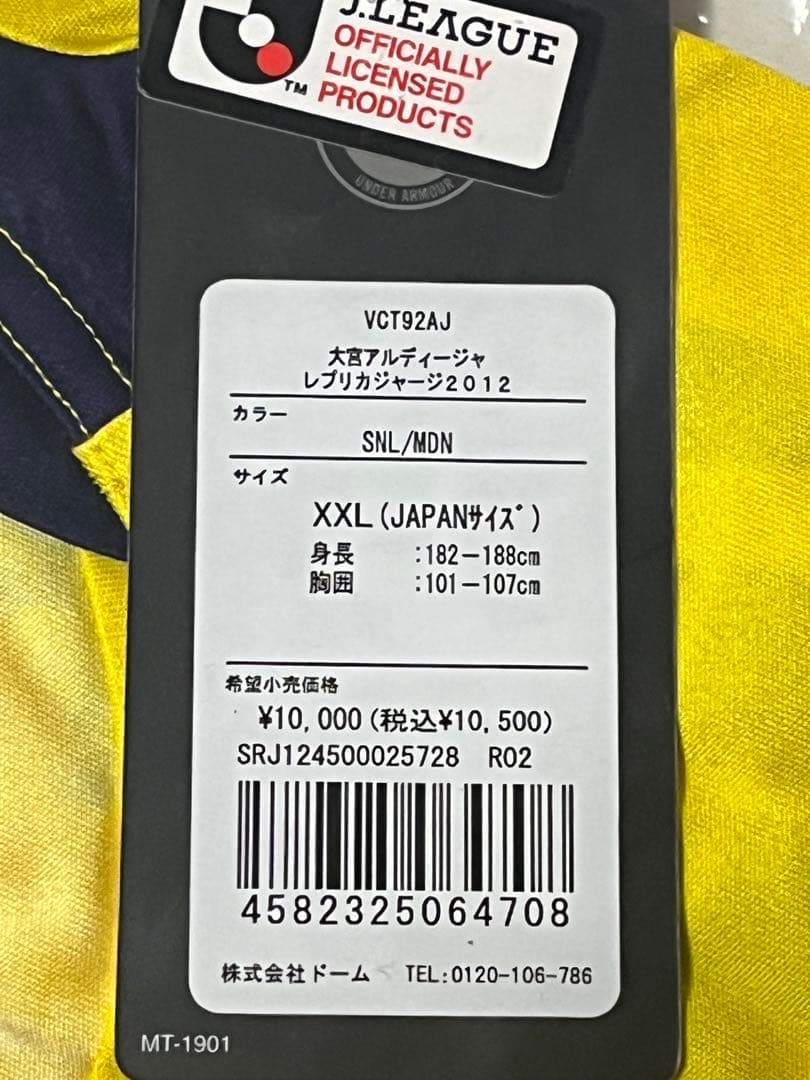 J.LEAGUE
OFFICIALLY
LICENSED
PRODUCTS
TM
UNDER ARMOUR
VCT92AJ
大宮アルディージャ
レプリカジャージ2012
カラー
SNL/MDN
サイズ
XXL(JAPANｻｲｽﾞ)
身長 :182－188cm
胸囲 :101－107cm
希望小売価格
¥10,000(税込¥10,500)
SRJ124500025728 R02
4582325064708
株式会社ドーム TEL:0120-106-786
MT-1901